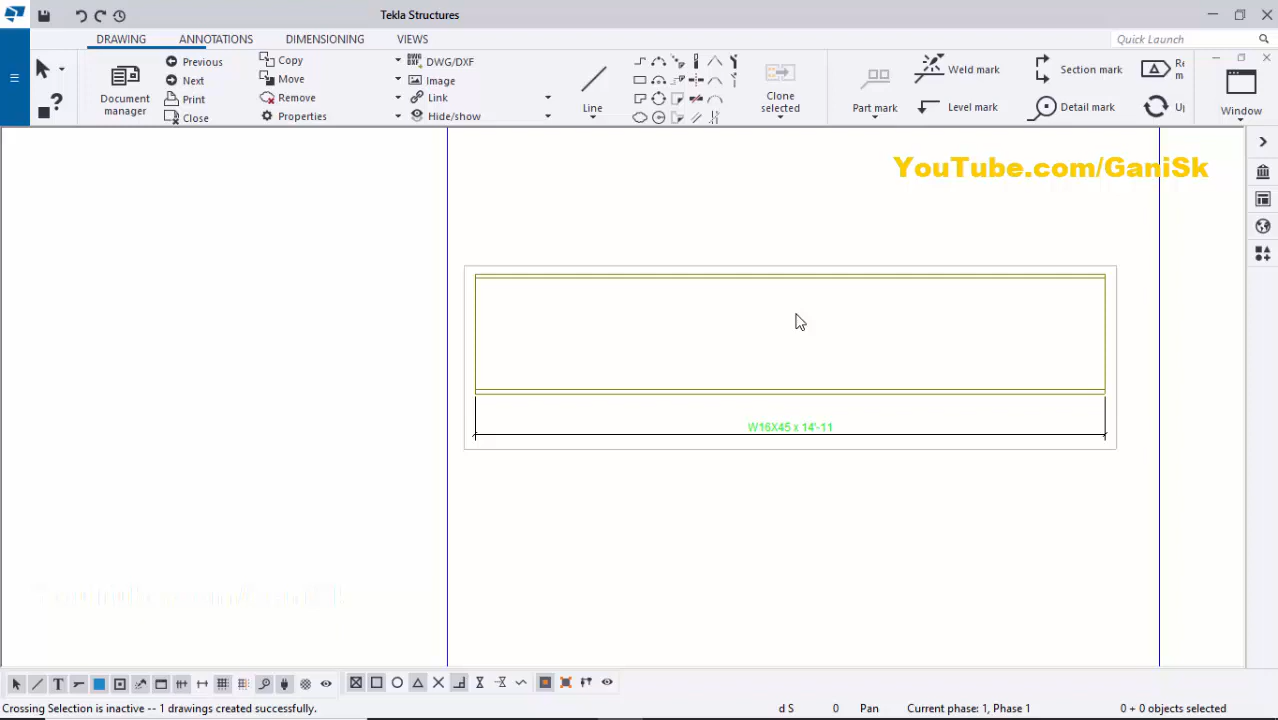 Tekla Structures
DRAWING ANNOTATIONS DIMENSIONING VIEWS
Quick Launch
Document manager
Previous
Next
Print
Close
Copy
Move
Remove
Properties
DWG/DXF
Image
Link
Hide/show
Line
Clone selected
Part mark
Weld mark
Level mark
Section mark
Detail mark
Window
YouTube.com/GaniSk
W16X45 x 14'-11
Crossing Selection is inactive -- 1 drawings created successfully.
d S 0 Pan Current phase: 1, Phase 1 0 + 0 objects selected